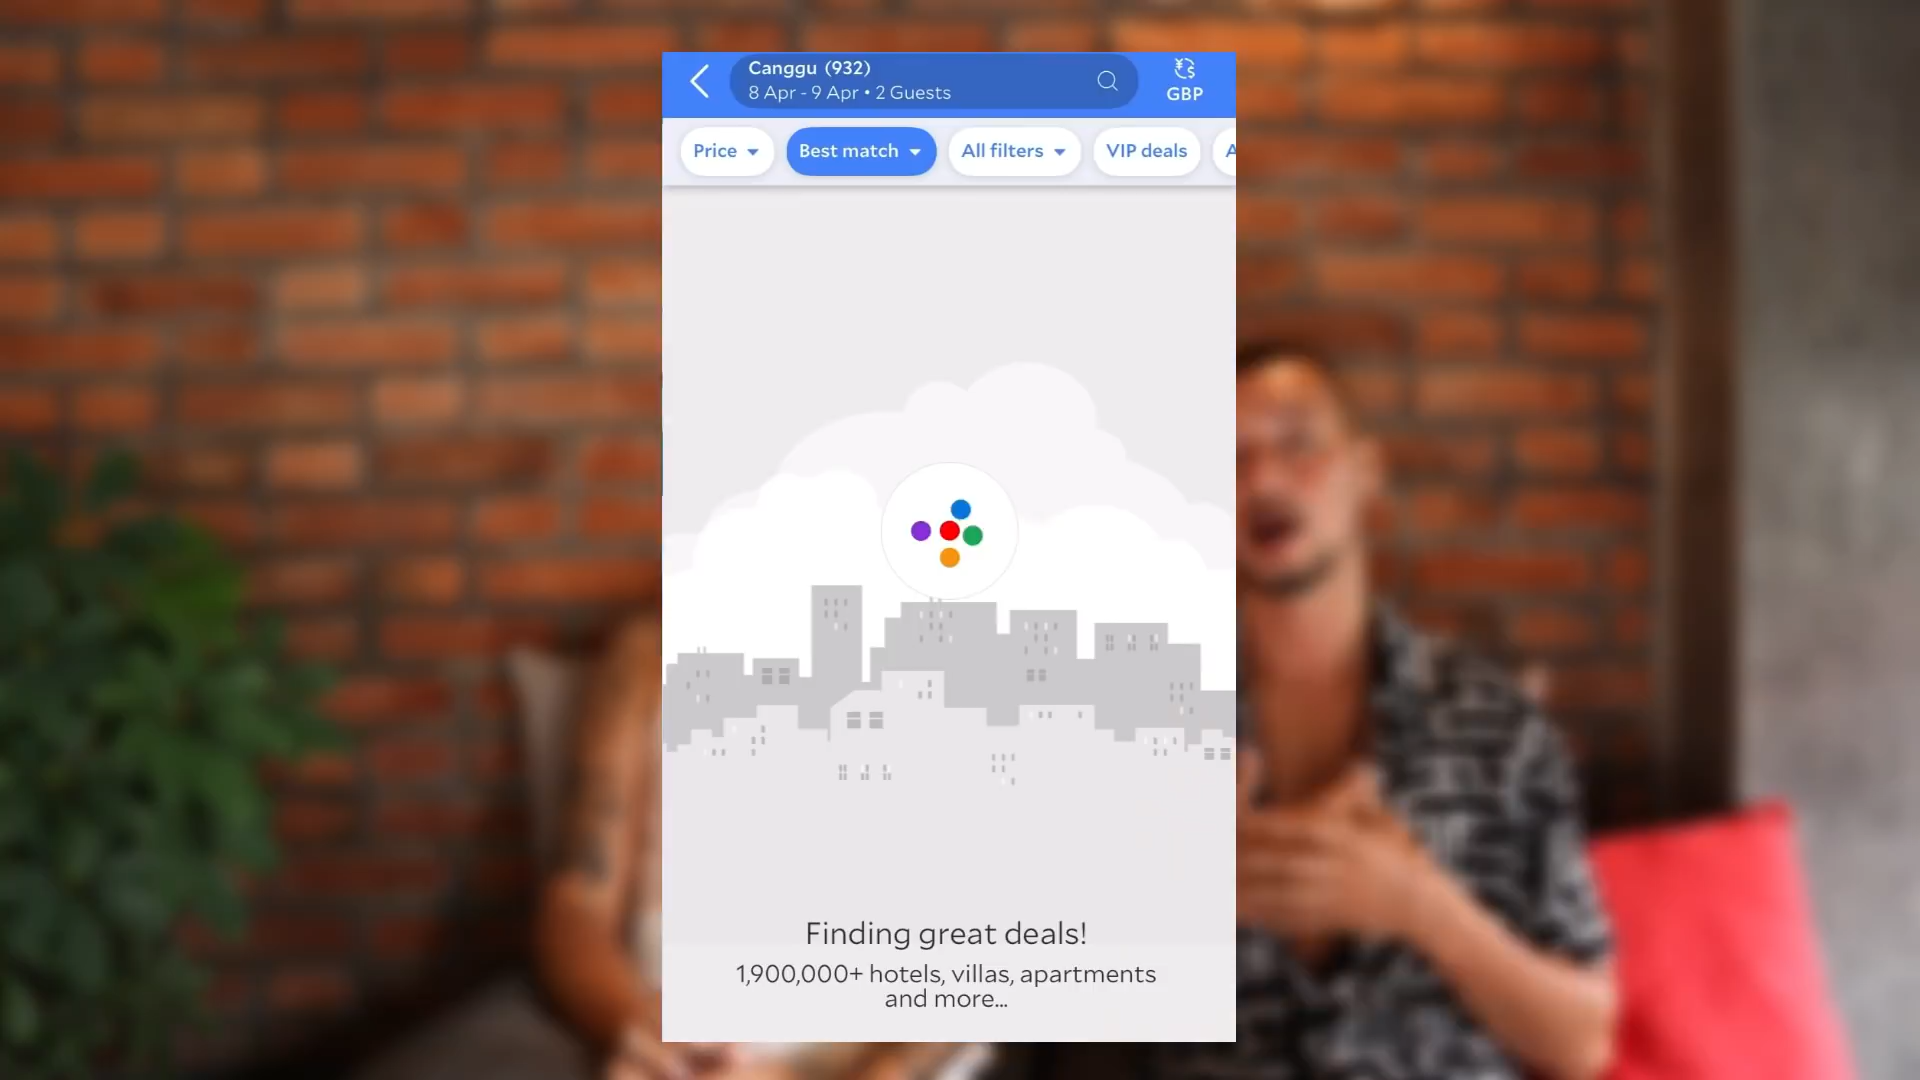 Canggu (932)
8 Apr - 9 Apr • 2 Guests
GBP
Price
Best match
All filters
VIP deals
Finding great deals!
1,900,000+ hotels, villas, apartments
and more...